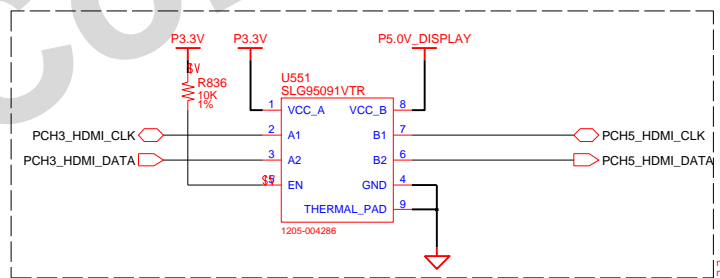 P3.3V P3.3V P5.0V_DISPLAY
R836
10K
1%
U551
SLG95091VTR
1 VCC_A VCC_B 8
PCH3_HDMI_CLK 2 A1 B1 7 PCH5_HDMI_CLK
PCH3_HDMI_DATA 3 A2 B2 6 PCH5_HDMI_DATA
EN GND 4
THERMAL_PAD 9
1205-004286